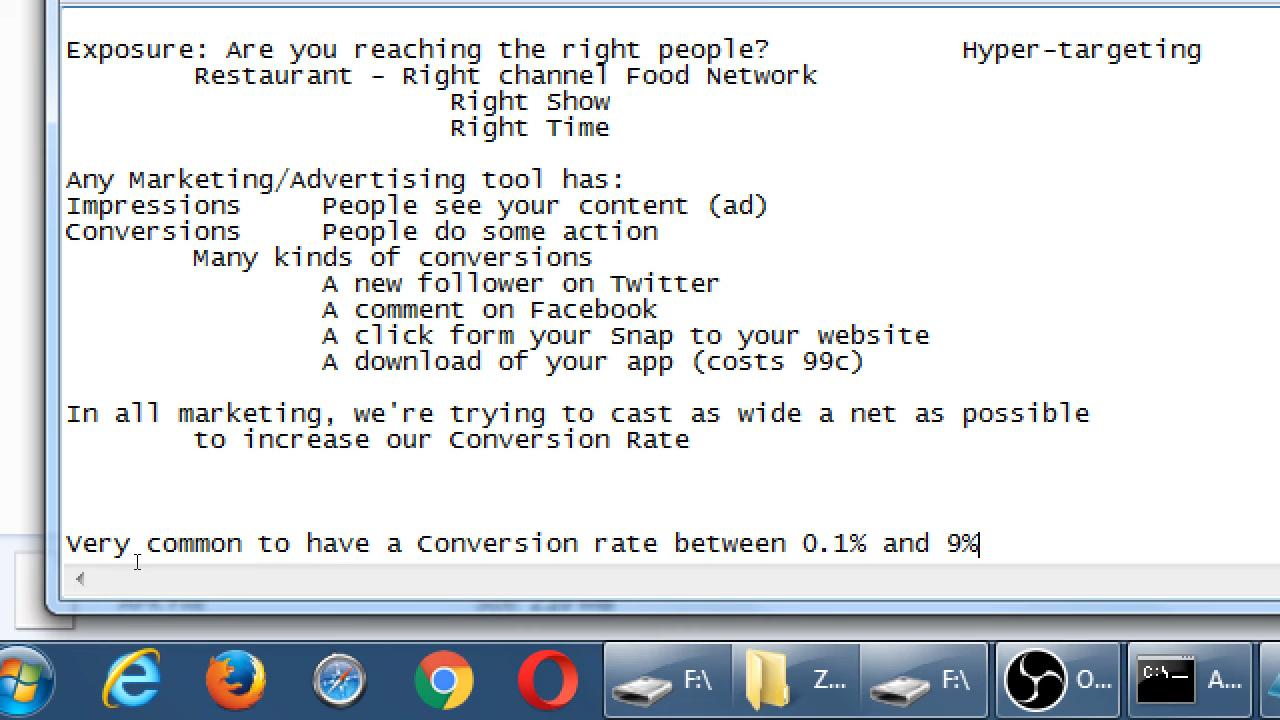 Exposure: Are you reaching the right people? Hyper-targeting
Restaurant - Right channel Food Network
Right Show
Right Time
Any Marketing/Advertising tool has:
Impressions People see your content (ad)
Conversions People do some action
Many kinds of conversions
A new follower on Twitter
A comment on Facebook
A click form your Snap to your website
A download of your app (costs 99c)
In all marketing, we're trying to cast as wide a net as possible
to increase our Conversion Rate
Very common to have a Conversion rate between 0.1% and 9%
F:\ Z... F:\ O... C:\ A...